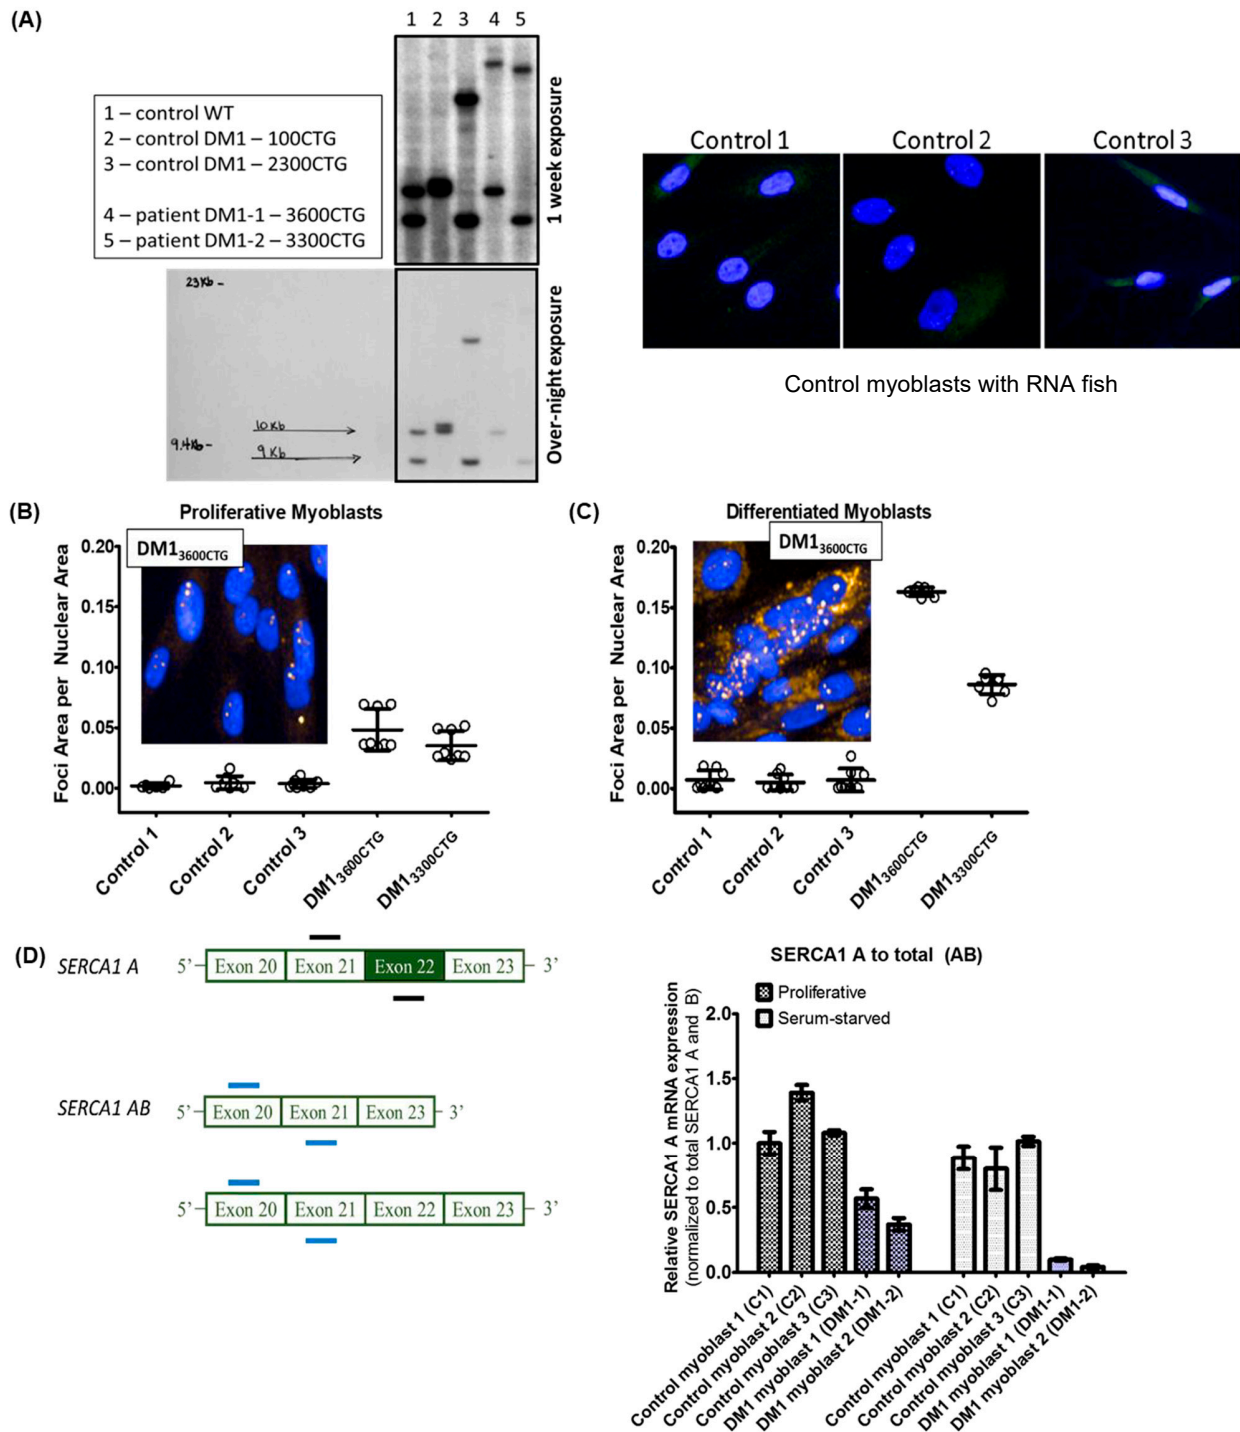 (A)
1 2 3 4 5
1 – control WT
2 – control DM1 – 100CTG
3 – control DM1 – 2300CTG
4 – patient DM1-1 – 3600CTG
5 – patient DM1-2 – 3300CTG
1 week exposure
23Kb -
10 Kb
9.4Kb -
9 Kb
Over-night exposure
Control 1 Control 2 Control 3
Control myoblasts with RNA fish
(B)
Proliferative Myoblasts
DM13600CTG
Foci Area per Nuclear Area
0.20
0.15
0.10
0.05
0.00
Control 1
Control 2
Control 3
DM13600CTG
DM13300CTG
(C)
Differentiated Myoblasts
DM13600CTG
Foci Area per Nuclear Area
0.20
0.15
0.10
0.05
0.00
Control 1
Control 2
Control 3
DM13600CTG
DM13300CTG
(D)
SERCA1 A
5’ Exon 20 Exon 21 Exon 22 Exon 23 3’
SERCA1 AB
5’ Exon 20 Exon 21 Exon 23 3’
5’ Exon 20 Exon 21 Exon 22 Exon 23 3’
SERCA1 A to total (AB)
Proliferative
Serum-starved
Relative SERCA1 A mRNA expression
(normalized to total SERCA1 A and B)
2.0
1.5
1.0
0.5
0.0
Control myoblast 1 (C1)
Control myoblast 2 (C2)
Control myoblast 3 (C3)
DM1 myoblast 1 (DM1-1)
DM1 myoblast 2 (DM1-2)
Control myoblast 1 (C1)
Control myoblast 2 (C2)
Control myoblast 3 (C3)
DM1 myoblast 1 (DM1-1)
DM1 myoblast 2 (DM1-2)